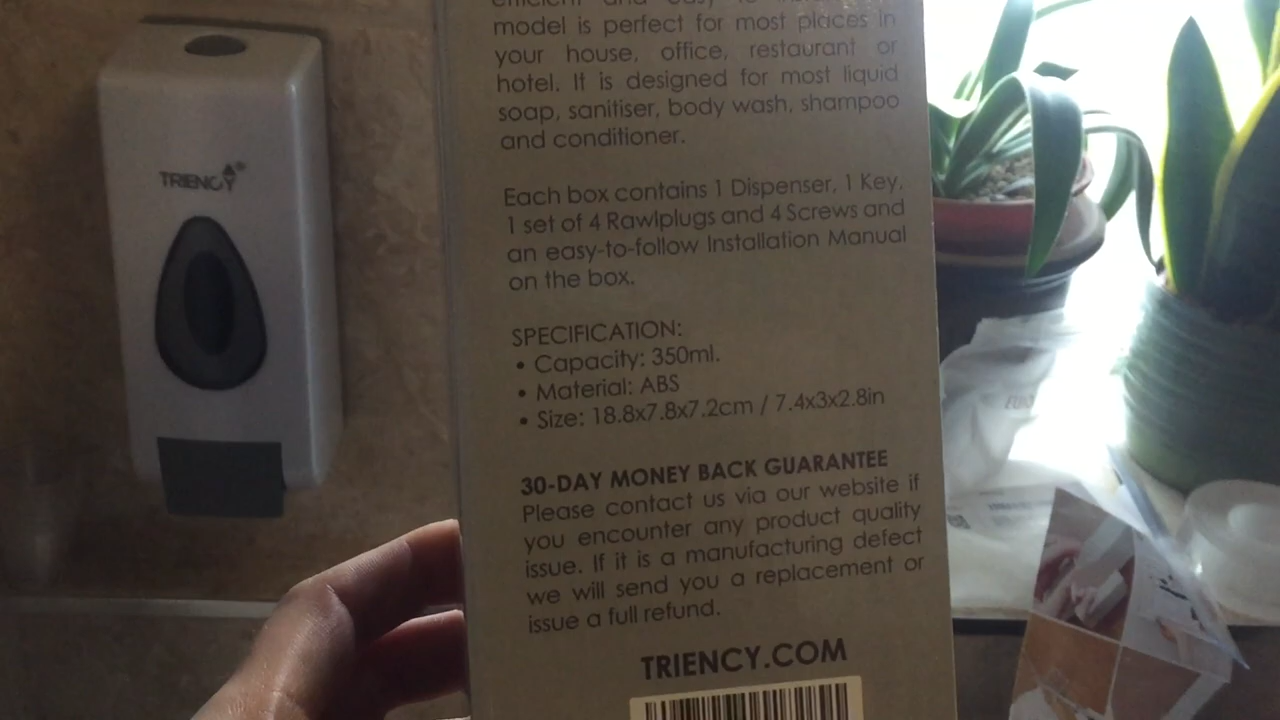 TRIENCY
efficient and easy to
model is perfect for most places in
your house, office, restaurant or
hotel. It is designed for most liquid
soap, sanitiser, body wash, shampoo
and conditioner.
Each box contains 1 Dispenser, 1 Key,
1 set of 4 Rawlplugs and 4 Screws and
an easy-to-follow Installation Manual
on the box.
SPECIFICATION:
• Capacity: 350ml.
• Material: ABS
• Size: 18.8x7.8x7.2cm / 7.4x3x2.8in
30-DAY MONEY BACK GUARANTEE
Please contact us via our website if
you encounter any product quality
issue. If it is a manufacturing defect
we will send you a replacement or
issue a full refund.
TRIENCY.COM